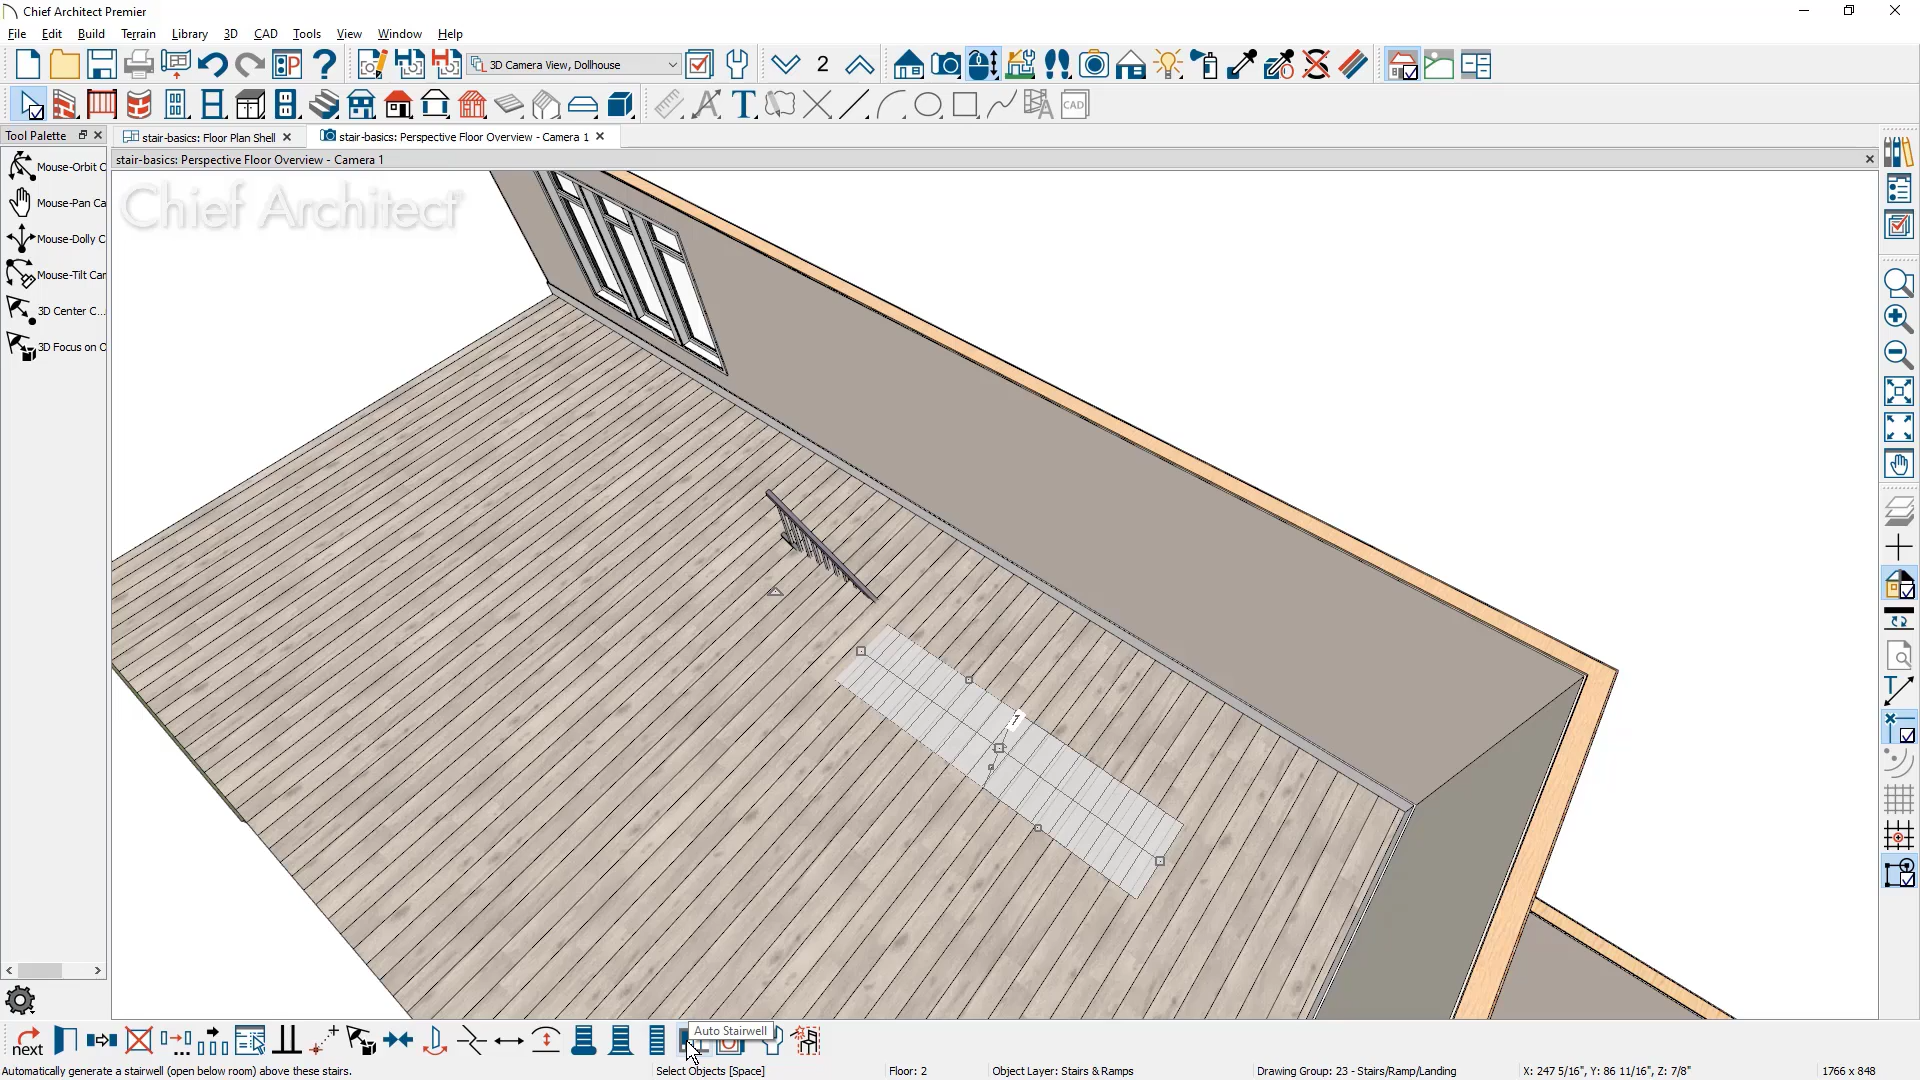 Chief Architect Premier
File Edit Build Terrain Library 3D CAD Tools View Window Help
3D Camera View, Dollhouse
2
CAD
Tool Palette
stair-basics: Floor Plan Shell
stair-basics: Perspective Floor Overview - Camera 1
stair-basics: Perspective Floor Overview - Camera 1
Chief Architect
Mouse-Orbit C
Mouse-Pan Ca
Mouse-Dolly C
Mouse-Tilt Car
3D Center C...
3D Focus on O
7
next
Auto Stairwell
Automatically generate a stairwell (open below room) above these stairs.
Select Objects [Space]
Floor: 2
Object Layer: Stairs & Ramps
Drawing Group: 23 - Stairs/Ramp/Landing
X: 247 5/16", Y: 86 11/16", Z: 7/8"
1766 x 848